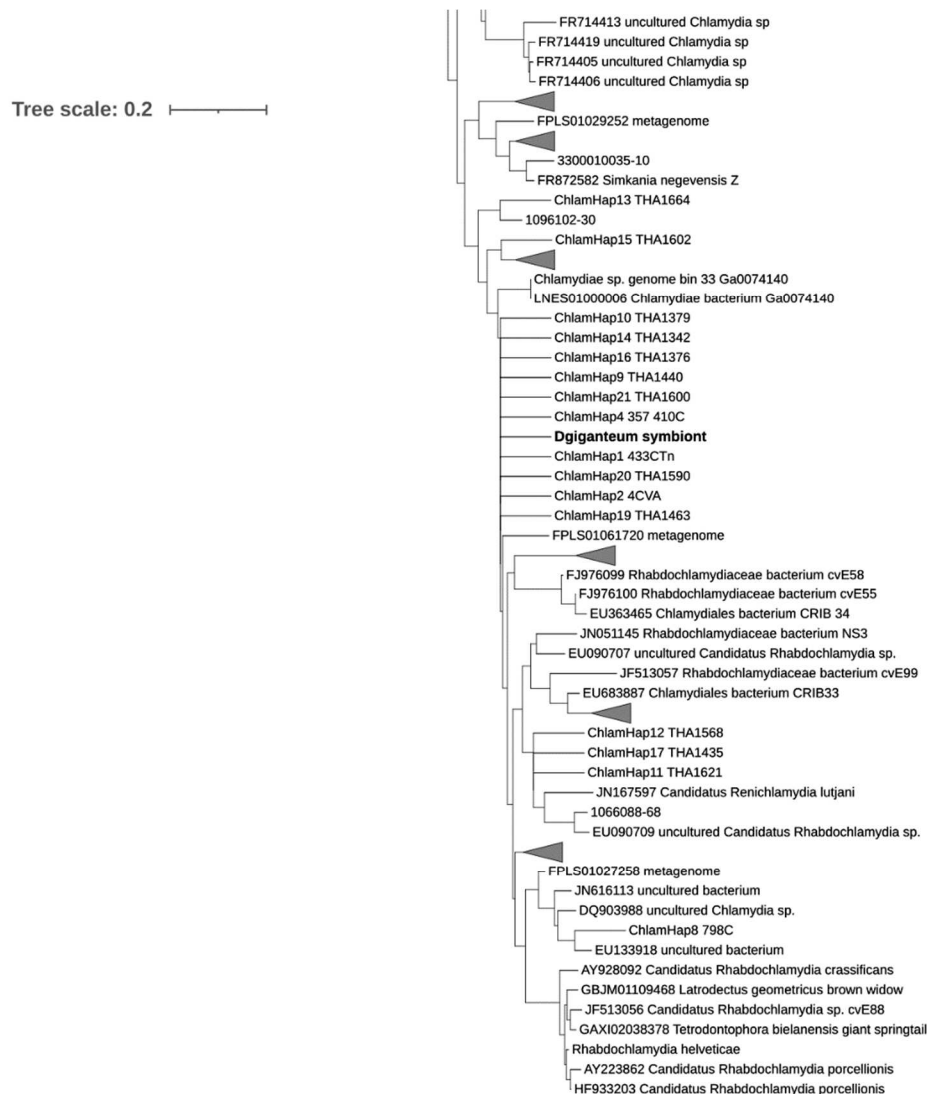 FR714413 uncultured Chlamydia sp
FR714419 uncultured Chlamydia sp
FR714405 uncultured Chlamydia sp
FR714406 uncultured Chlamydia sp
Tree scale: 0.2
FPLS01029252 metagenome
3300010035-10
FR872582 Simkania negevensis Z
ChlamHap13 THA1664
1096102-30
ChlamHap15 THA1602
Chlamydiae sp. genome bin 33 Ga0074140
LNES01000006 Chlamydiae bacterium Ga0074140
ChlamHap10 THA1379
ChlamHap14 THA1342
ChlamHap16 THA1376
ChlamHap9 THA1440
ChlamHap21 THA1600
ChlamHap4 357 410C
Dgiganteum symbiont
ChlamHap1 433CTn
ChlamHap20 THA1590
ChlamHap2 4CVA
ChlamHap19 THA1463
FPLS01061720 metagenome
FJ976099 Rhabdochlamydiaceae bacterium cvE58
FJ976100 Rhabdochlamydiaceae bacterium cvE55
EU363465 Chlamydiales bacterium CRIB 34
JN051145 Rhabdochlamydiaceae bacterium NS3
EU090707 uncultured Candidatus Rhabdochlamydia sp.
JF513057 Rhabdochlamydiaceae bacterium cvE99
EU683887 Chlamydiales bacterium CRIB33
ChlamHap12 THA1568
ChlamHap17 THA1435
ChlamHap11 THA1621
JN167597 Candidatus Renichlamydia lutjani
1066088-68
EU090709 uncultured Candidatus Rhabdochlamydia sp.
FPLS01027258 metagenome
JN616113 uncultured bacterium
DQ903988 uncultured Chlamydia sp.
ChlamHap8 798C
EU133918 uncultured bacterium
AY928092 Candidatus Rhabdochlamydia crassificans
GBJM01109468 Latrodectus geometricus brown widow
JF513056 Candidatus Rhabdochlamydia sp. cvE88
GAXI02038378 Tetrodontophora bielanensis giant springtail
Rhabdochlamydia helveticae
AY223862 Candidatus Rhabdochlamydia porcellionis
HF933203 Candidatus Rhabdochlamydia porcellionis